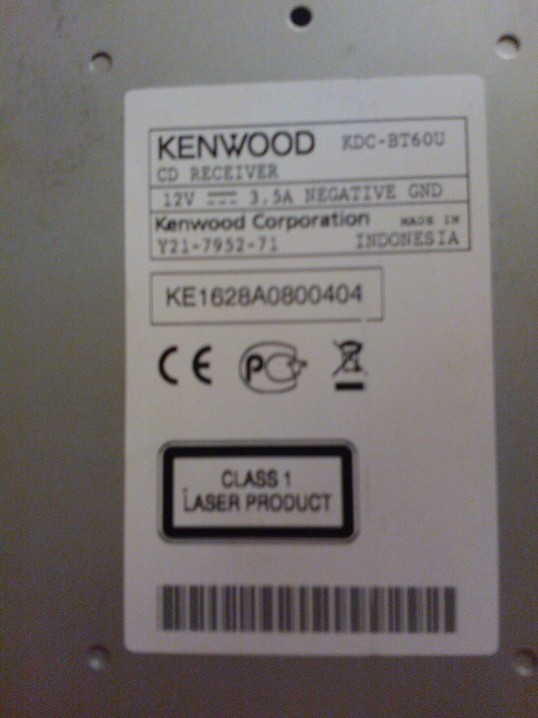 KENWOOD KDC-BT60U
CD RECEIVER
12V 3.5A NEGATIVE GND
Kenwood Corporation MADE IN
Y21-7952-71 INDONESIA
KE1628A0800404
CE PC
CLASS 1
LASER PRODUCT